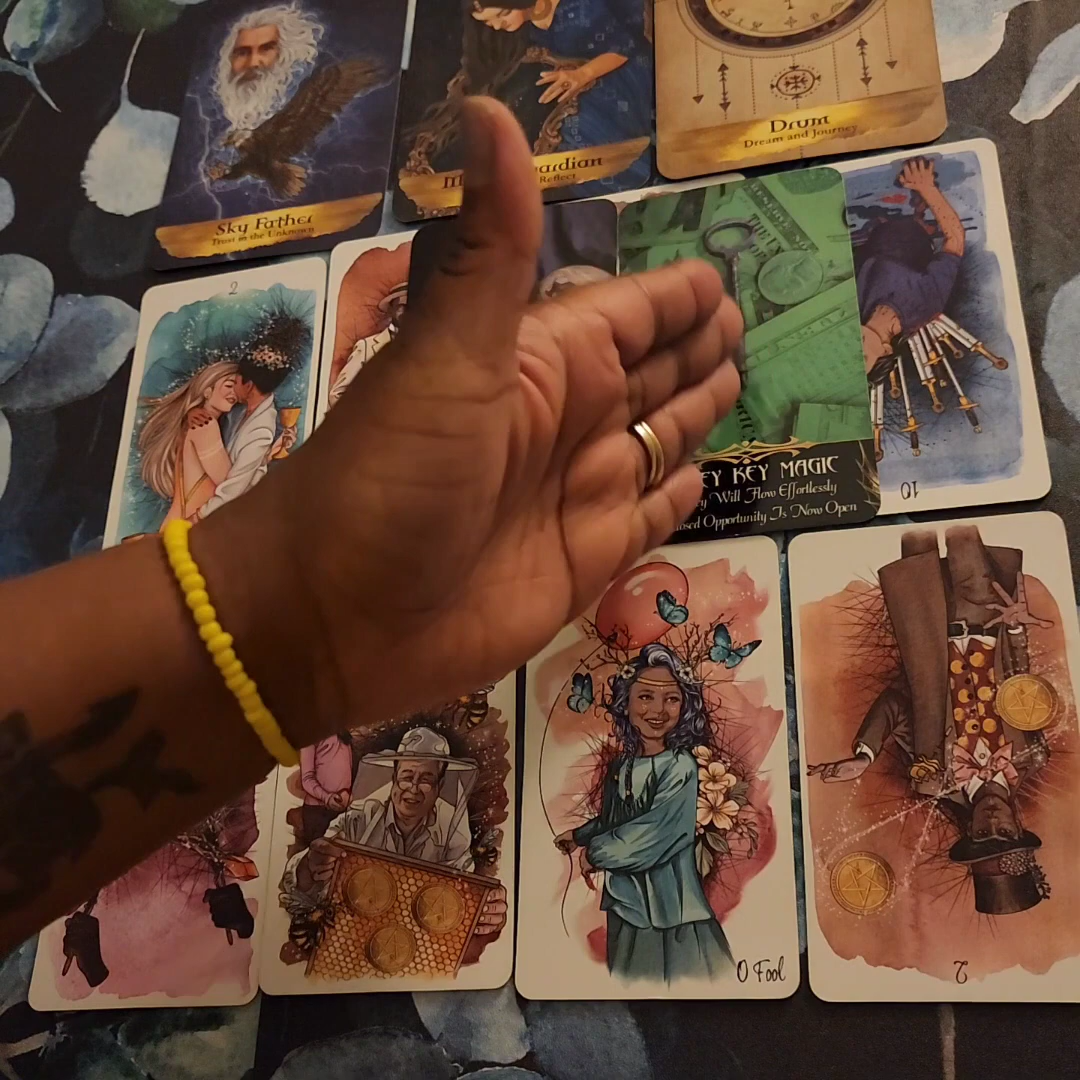 Sky Father
Trust in the Unknown
Reflect
Drum
Dream and Journey
2
10
KEY MAGIC
Will Flow Effortlessly
Opportunity Is Now Open
0 Fool
2